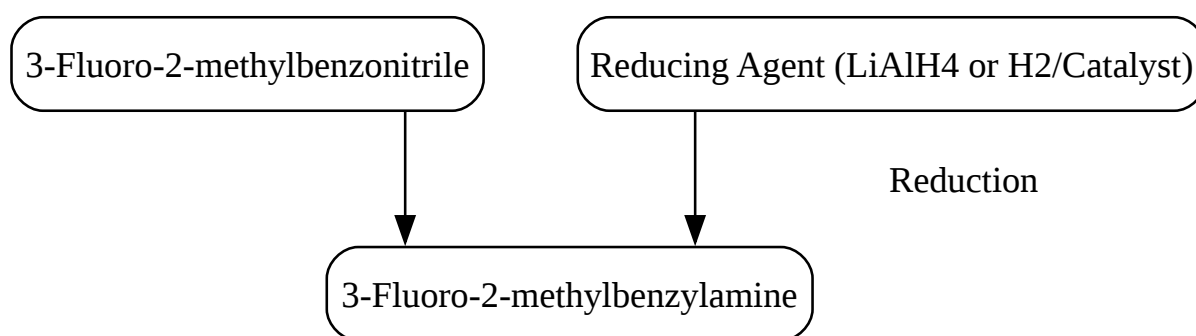 3-Fluoro-2-methylbenzonitrile
Reducing Agent (LiAlH4 or H2/Catalyst)
Reduction
3-Fluoro-2-methylbenzylamine